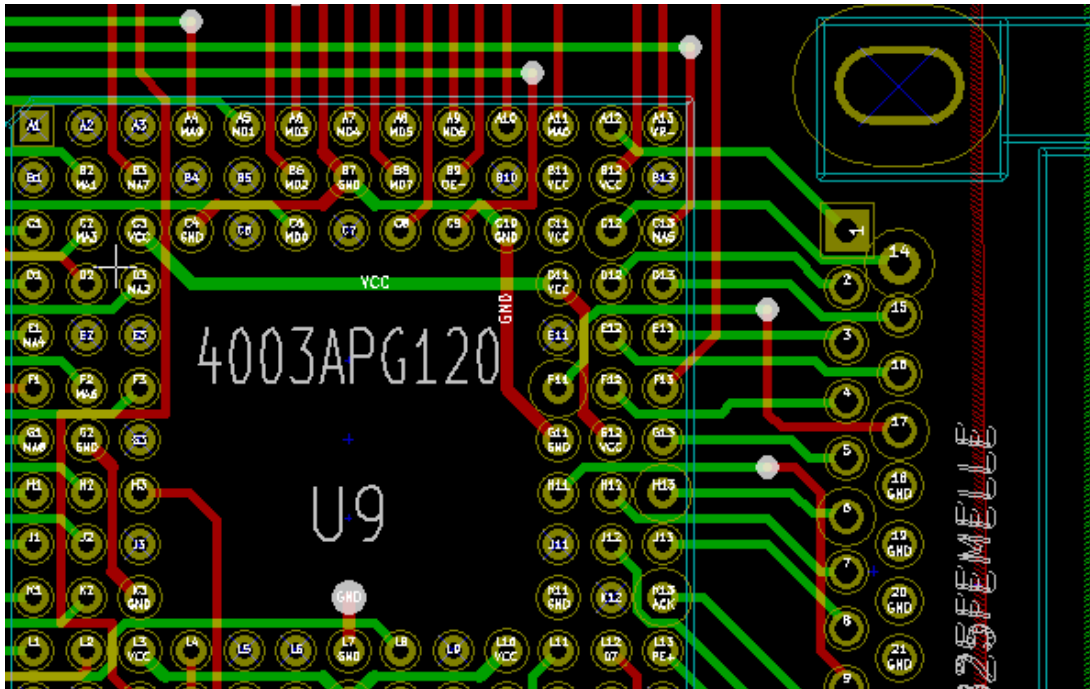 A1 A2 A3 A4 MA0 A5 MD1 A6 MD3 A7 MD4 A8 MD5 A9 MD6 A10 A11 MA0 A12 A13 VP-
B1 B2 MA1 B3 MA7 B4 B5 B6 MD2 B7 GND B8 MD7 B9 OE- B10 B11 VCC B12 VCC B13
C1 C2 MA3 C3 VCC C4 GND C6 MD0 C7 C8 C9 C10 GND C11 VCC C12 C13 MA5
1
14
D1 D2 D3 MA2 VCC D11 VCC D12 D13
2
15
GND
E1 MA4 E2 E3 E11 E12 E13
3
4003APG120
16
F1 F2 MA6 F3 F11 F12 F13
4
17
G1 MA8 G2 GND G3 G11 GND G12 VCC G13
5
18 GND
H1 H2 H3 H11 H12 H13
U9
6
19 GND
J1 J2 J3 J11 J12 J13
7
20 GND
K1 K2 K3 GND GND K11 GND K12 K13 ACK
8
21 GND
L1 L2 L3 VCC L4 L5 L6 L7 GND L8 L9 L10 VCC L11 L12 D7 L13 PE+
9